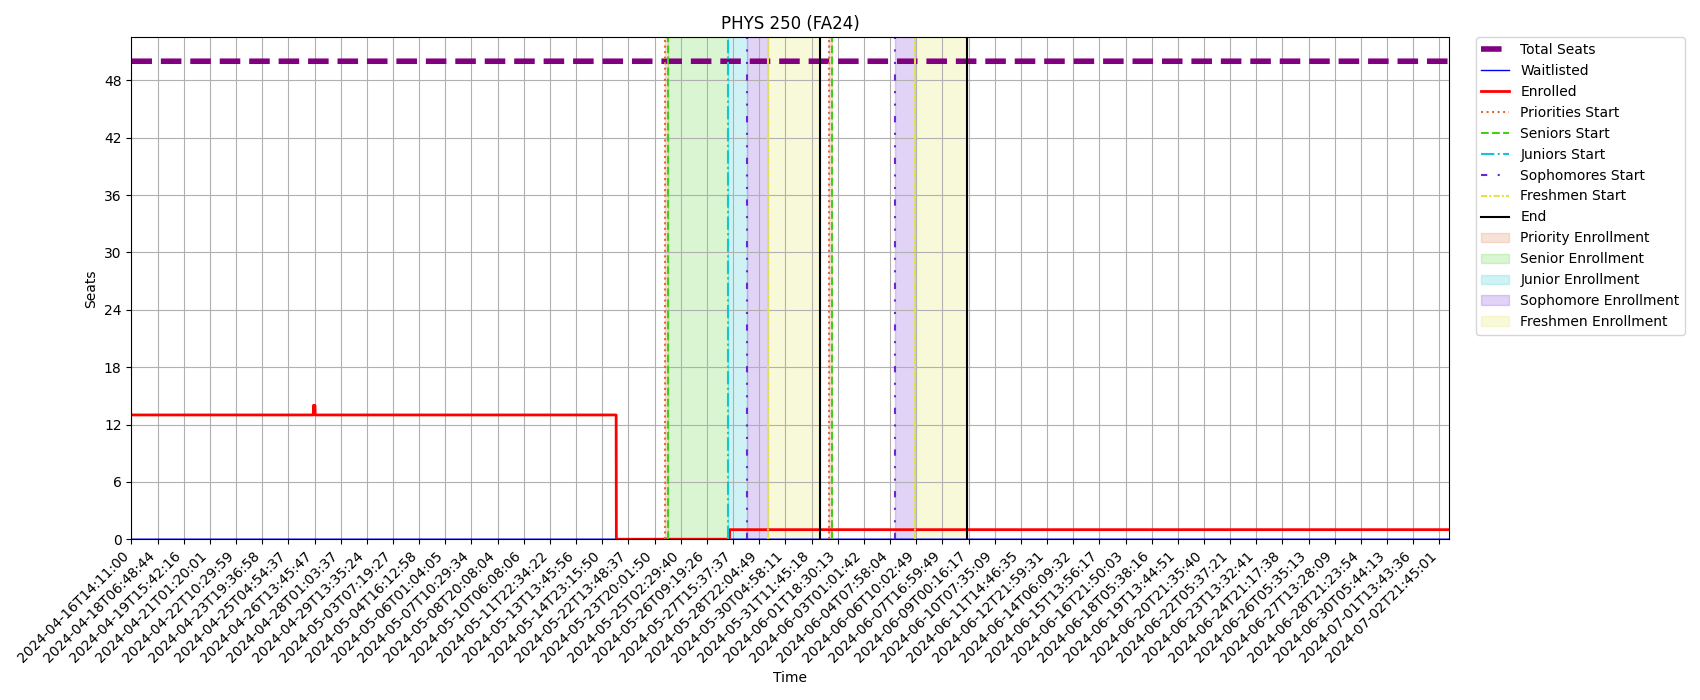 PHYS 250 (FA24)
Seats
48
42
36
30
24
18
12
6
0
2024-04-16T14:11:00
2024-04-18T06:48:44
2024-04-19T15:42:16
2024-04-21T01:20:01
2024-04-22T10:29:59
2024-04-23T19:36:58
2024-04-25T04:54:37
2024-04-26T13:45:47
2024-04-28T01:03:37
2024-04-29T13:35:24
2024-05-03T07:19:27
2024-05-04T16:12:58
2024-05-06T01:04:05
2024-05-07T10:29:34
2024-05-08T20:08:04
2024-05-10T06:08:06
2024-05-11T22:34:22
2024-05-13T13:45:56
2024-05-14T23:15:50
2024-05-22T13:48:37
2024-05-23T20:01:50
2024-05-25T02:29:40
2024-05-26T09:19:26
2024-05-27T15:37:37
2024-05-28T22:04:49
2024-05-30T04:58:11
2024-05-31T11:45:18
2024-06-01T18:30:13
2024-06-03T01:01:42
2024-06-04T07:58:04
2024-06-06T10:02:49
2024-06-07T16:59:49
2024-06-09T00:16:17
2024-06-10T07:35:09
2024-06-11T14:46:35
2024-06-12T21:59:31
2024-06-14T06:09:32
2024-06-15T13:56:17
2024-06-16T21:50:03
2024-06-18T05:38:16
2024-06-19T13:44:51
2024-06-20T21:35:40
2024-06-22T05:37:21
2024-06-23T13:32:41
2024-06-24T21:17:38
2024-06-26T05:35:13
2024-06-27T13:28:09
2024-06-28T21:23:54
2024-06-30T05:44:13
2024-07-01T13:43:36
2024-07-02T21:45:01
Time
Total Seats
Waitlisted
Enrolled
Priorities Start
Seniors Start
Juniors Start
Sophomores Start
Freshmen Start
End
Priority Enrollment
Senior Enrollment
Junior Enrollment
Sophomore Enrollment
Freshmen Enrollment